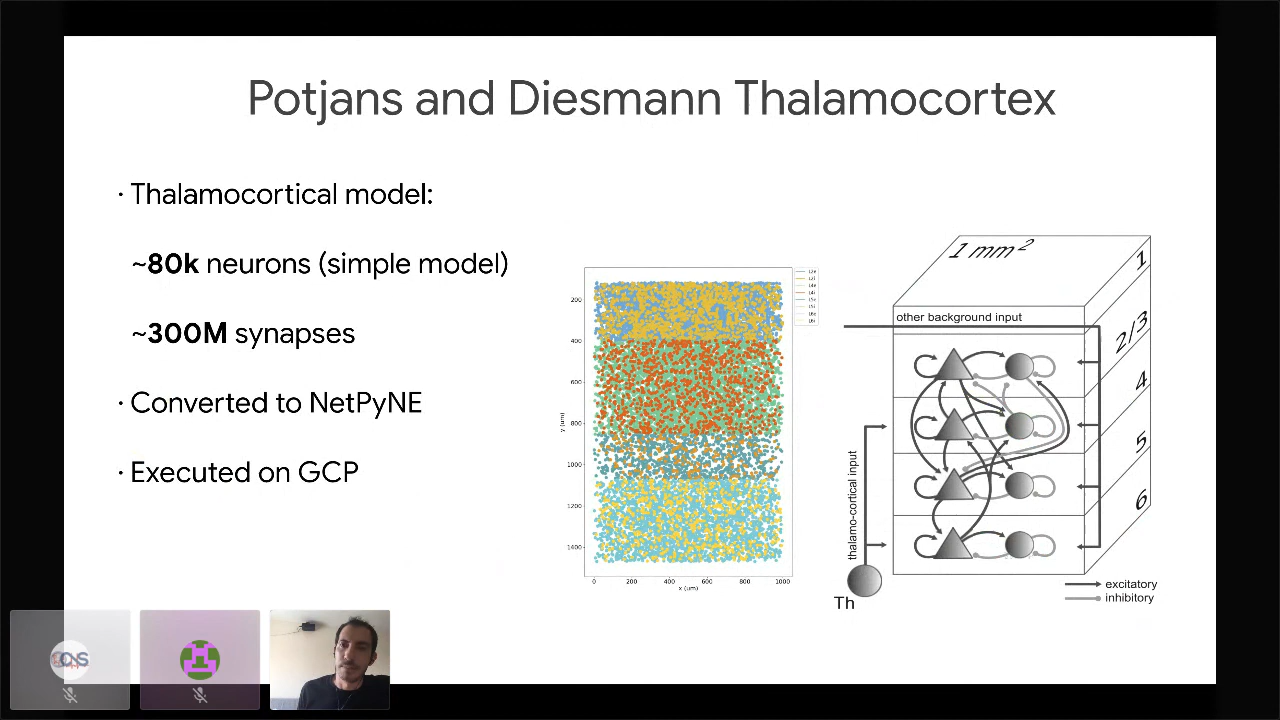 Potjans and Diesmann Thalamocortex
· Thalamocortical model:
~80k neurons (simple model)
~300M synapses
· Converted to NetPyNE
· Executed on GCP
200
400
600
800
1000
1200
1400
y (um)
0
200
400
600
800
1000
x (um)
1 mm²
1
2/3
4
5
6
other background input
thalamo-cortical input
Th
excitatory
inhibitory